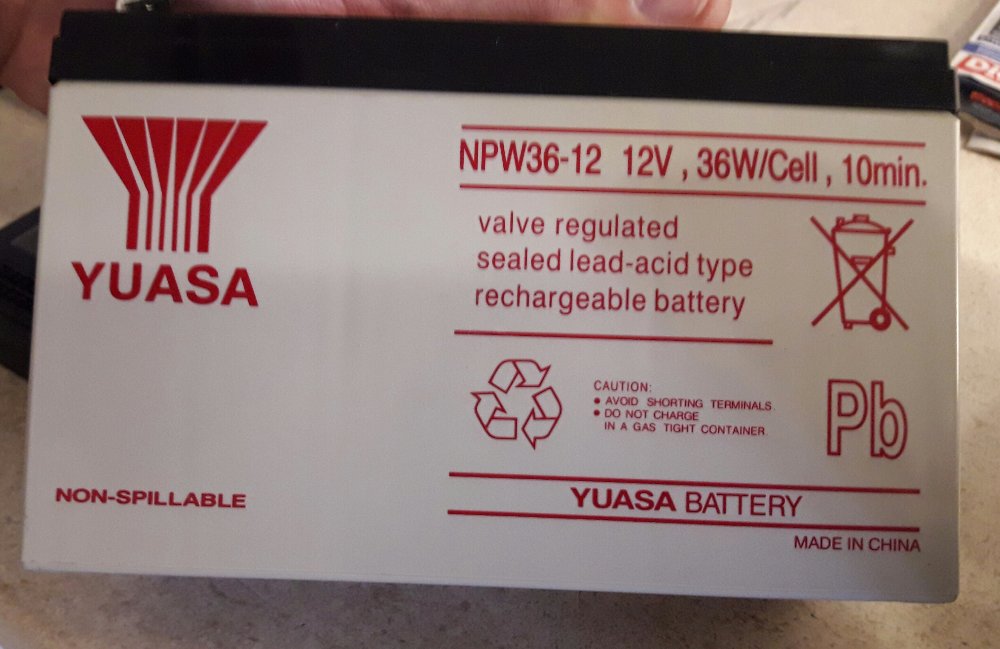 YUASA
NPW36-12 12V , 36W/Cell , 10min.
valve regulated
sealed lead-acid type
rechargeable battery
CAUTION:
• AVOID SHORTING TERMINALS
• DO NOT CHARGE
IN A GAS TIGHT CONTAINER
Pb
NON-SPILLABLE
YUASA BATTERY
MADE IN CHINA